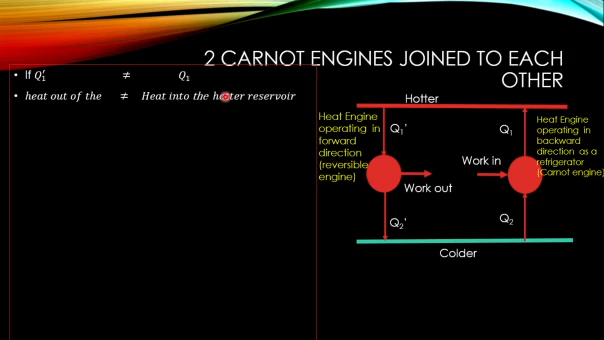 2 CARNOT ENGINES JOINED TO EACH
OTHER
• If Q₁′ ≠ Q₁
• heat out of the ≠ Heat into the hotter reservoir
Hotter
Heat Engine
operating in
forward
direction
(reversible
engine)
Q₁'
Work out
Q₂'
Q₁
Work in
Q₂
Heat Engine
operating in
backward
direction as a
refrigerator
(Carnot engine)
Colder